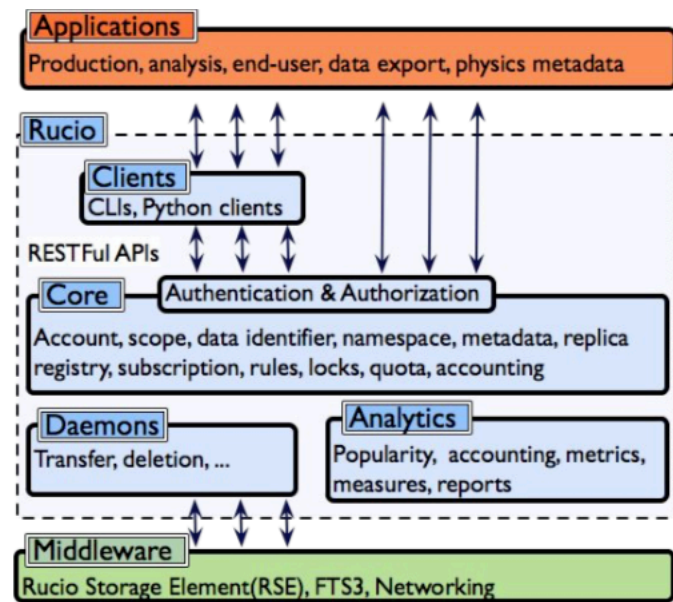 Applications
Production, analysis, end-user, data export, physics metadata
Rucio
Clients
CLIs, Python clients
RESTFul APIs
Core
Authentication & Authorization
Account, scope, data identifier, namespace, metadata, replica
registry, subscription, rules, locks, quota, accounting
Daemons
Transfer, deletion, ...
Analytics
Popularity, accounting, metrics,
measures, reports
Middleware
Rucio Storage Element(RSE), FTS3, Networking